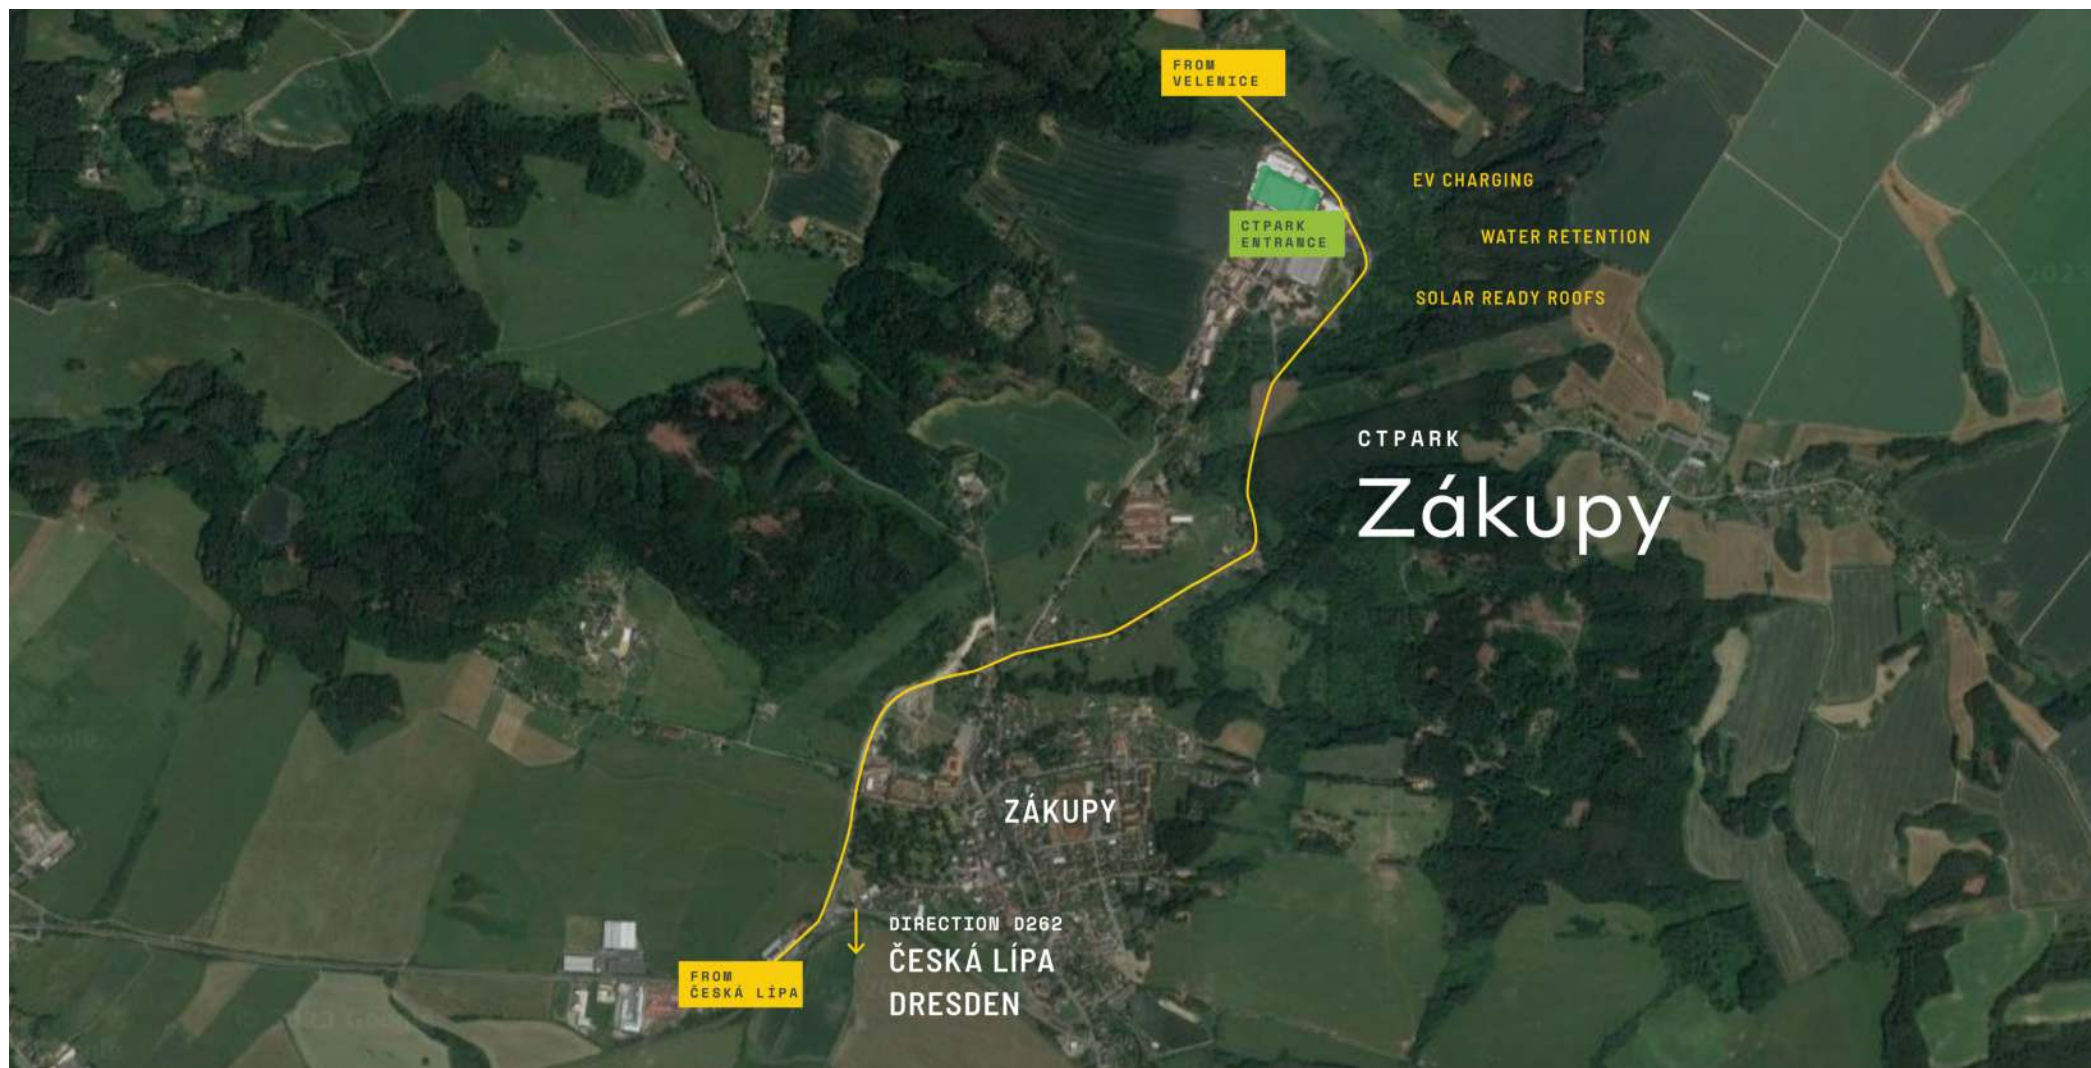 FROM
VELENICE
EV CHARGING
CTPARK
ENTRANCE
WATER RETENTION
SOLAR READY ROOFS
CTPARK
Zákupy
ZÁKUPY
DIRECTION D262
ČESKÁ LÍPA
DRESDEN
FROM
ČESKÁ LÍPA